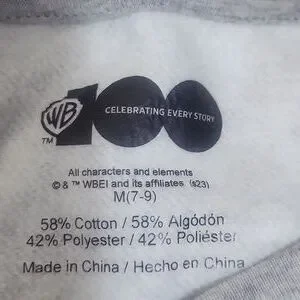 WB 100
CELEBRATING EVERY STORY
TM
All characters and elements
© & ™ WBEI and its affiliates (s23)
M(7-9)
58% Cotton / 58% Algódón
42% Polyester / 42% Poliéster
Made in China / Hecho en China